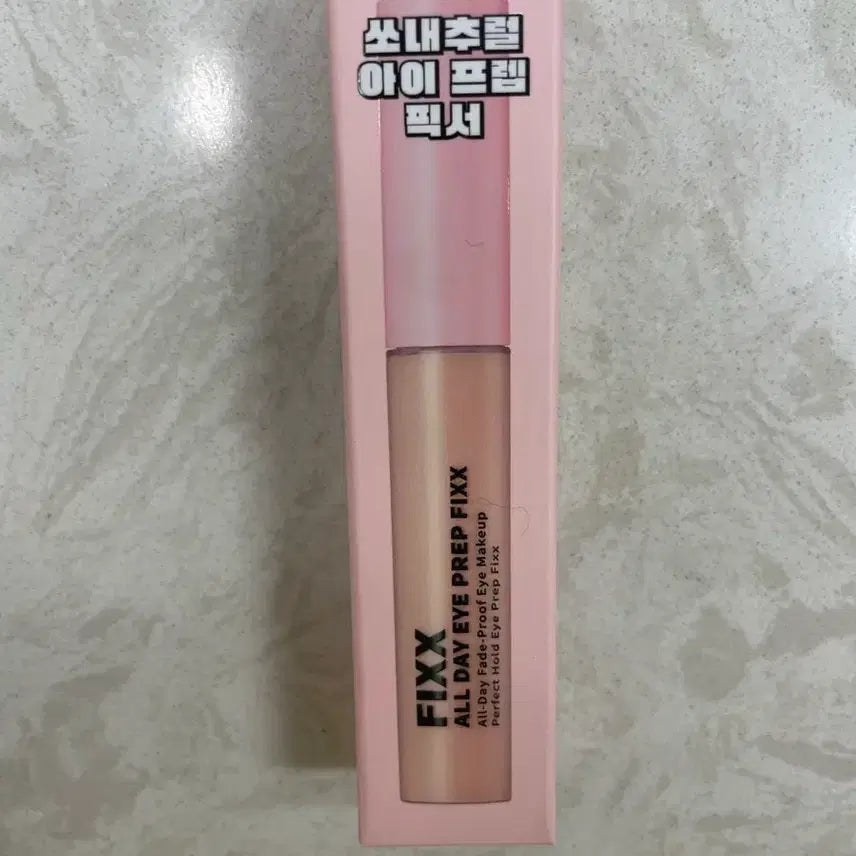 쏘내추럴
아이 프렙
픽서
FIXX
ALL DAY EYE PREP FIXX
All-Day Fade-Proof Eye Makeup
Perfect Hold Eye Prep Fixx